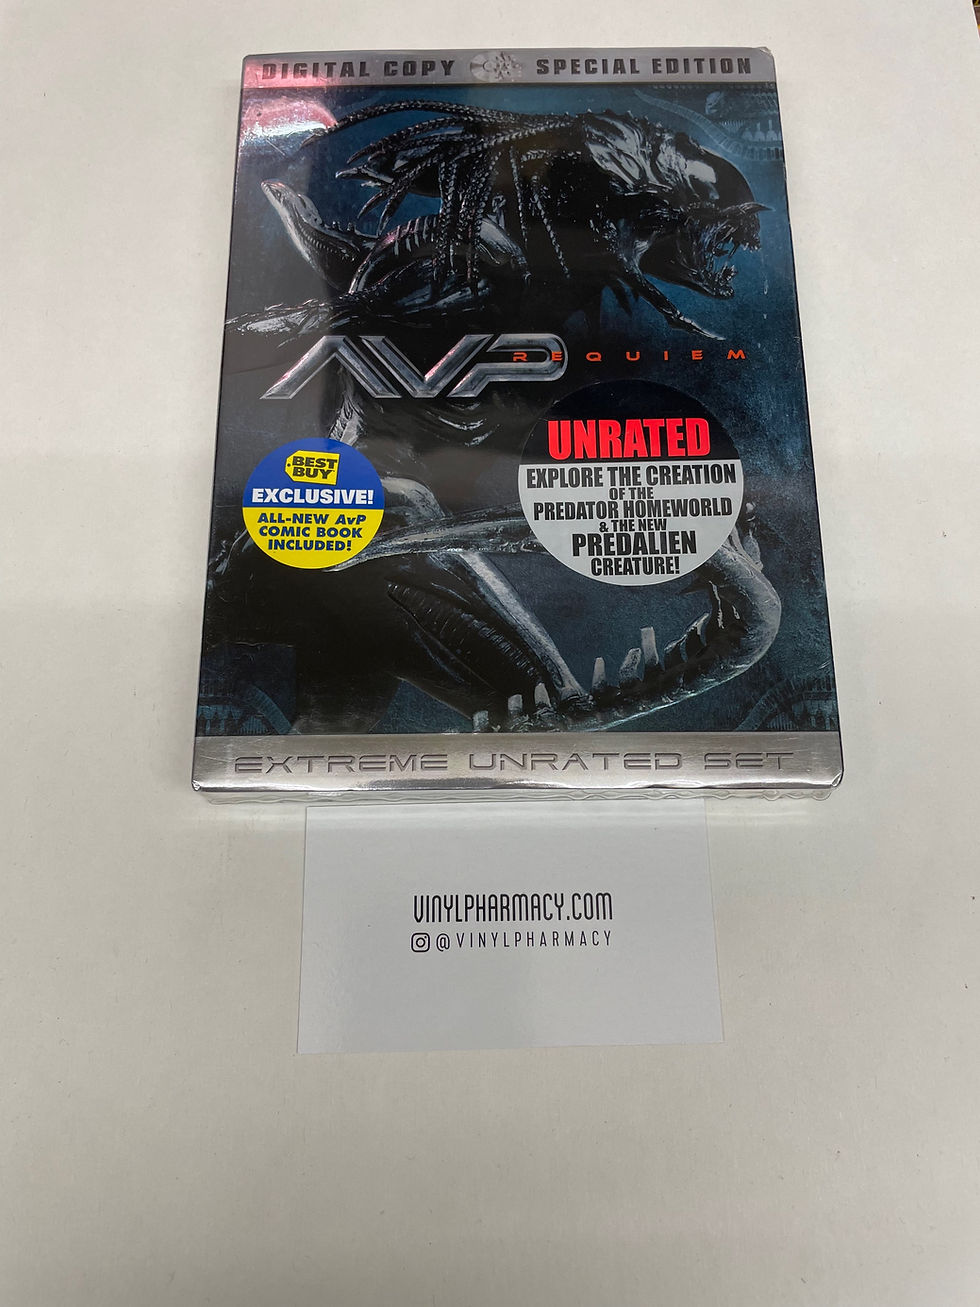 DIGITAL COPY SPECIAL EDITION
AVP REQUIEM
UNRATED
EXPLORE THE CREATION
OF THE
PREDATOR HOMEWORLD
& THE NEW
PREDALIEN
CREATURE!
BEST
BUY
EXCLUSIVE!
ALL-NEW AvP
COMIC BOOK
INCLUDED!
EXTREME UNRATED SET
VINYLPHARMACY.COM
@VINYLPHARMACY